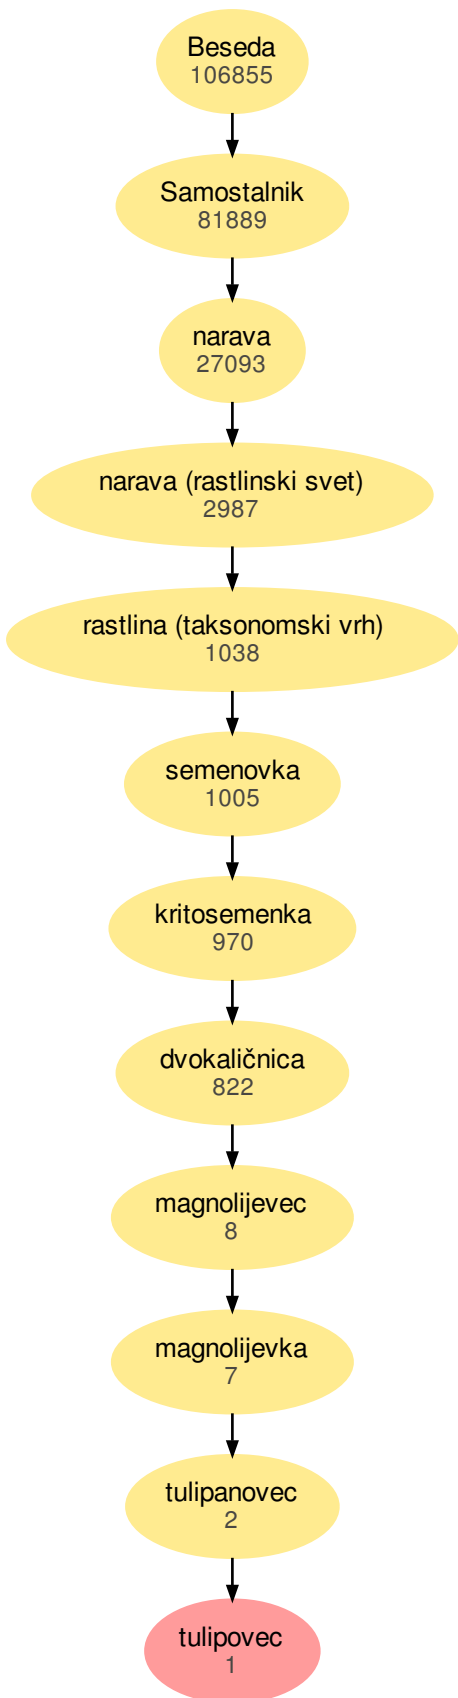 Beseda
106855
Samostalnik
81889
narava
27093
narava (rastlinski svet)
2987
rastlina (taksonomski vrh)
1038
semenovka
1005
kritosemenka
970
dvokaličnica
822
magnolijevec
8
magnolijevka
7
tulipanovec
2
tulipovec
1